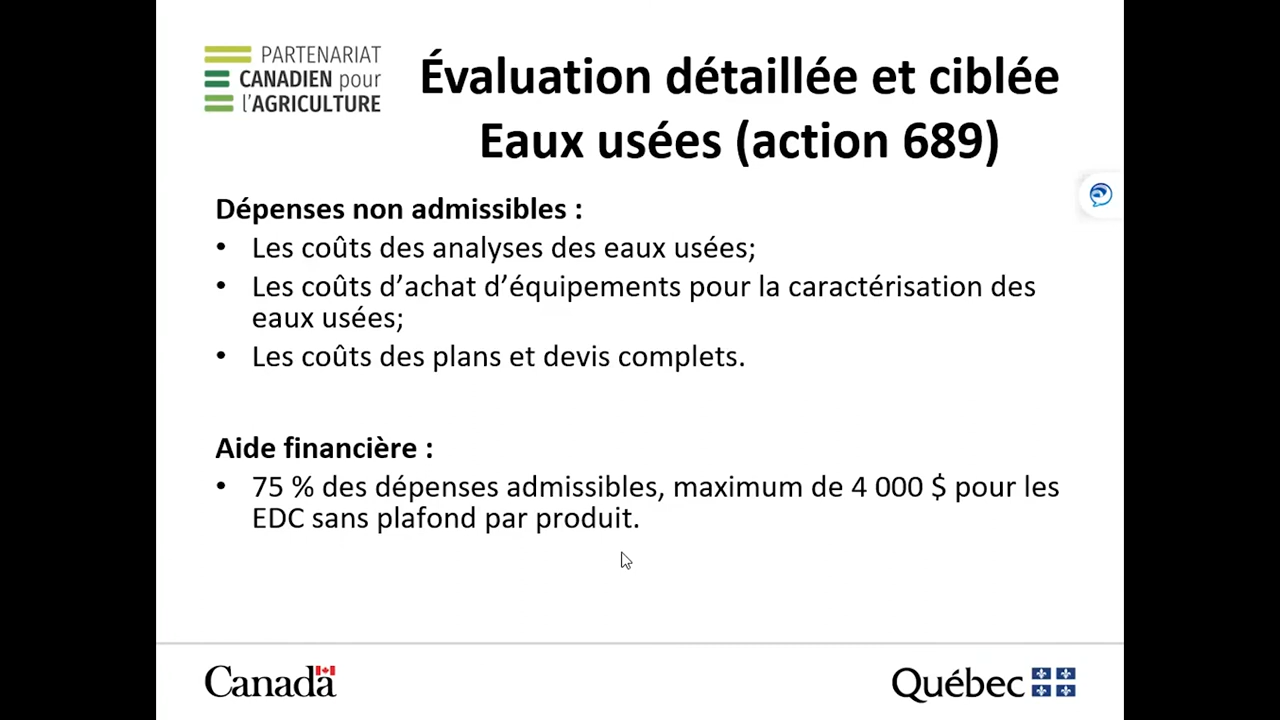 PARTENARIAT
CANADIEN pour
l'AGRICULTURE
Évaluation détaillée et ciblée
Eaux usées (action 689)
Dépenses non admissibles :
• Les coûts des analyses des eaux usées;
• Les coûts d’achat d’équipements pour la caractérisation des
eaux usées;
• Les coûts des plans et devis complets.
Aide financière :
• 75 % des dépenses admissibles, maximum de 4 000 $ pour les
EDC sans plafond par produit.
Canada
Québec